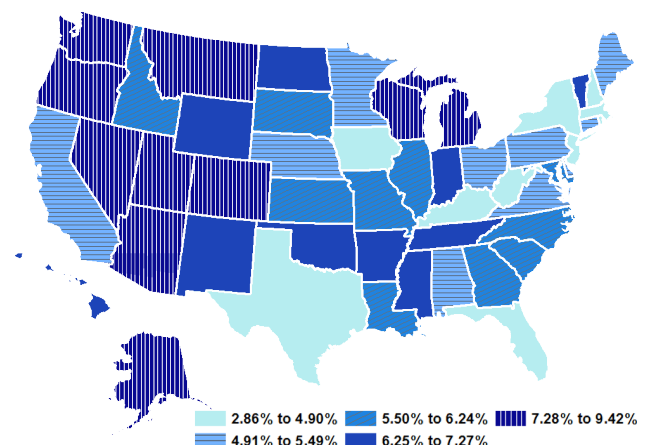 2.86% to 4.90% 5.50% to 6.24% 7.28% to 9.42%
4.91% to 5.49% 6.25% to 7.27%